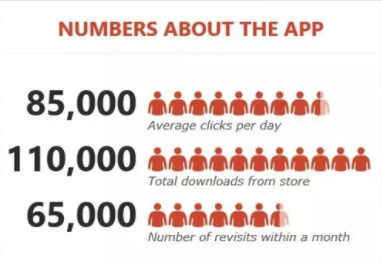 NUMBERS ABOUT THE APP
85,000
Average clicks per day
110,000
Total downloads from store
65,000
Number of revisits within a month